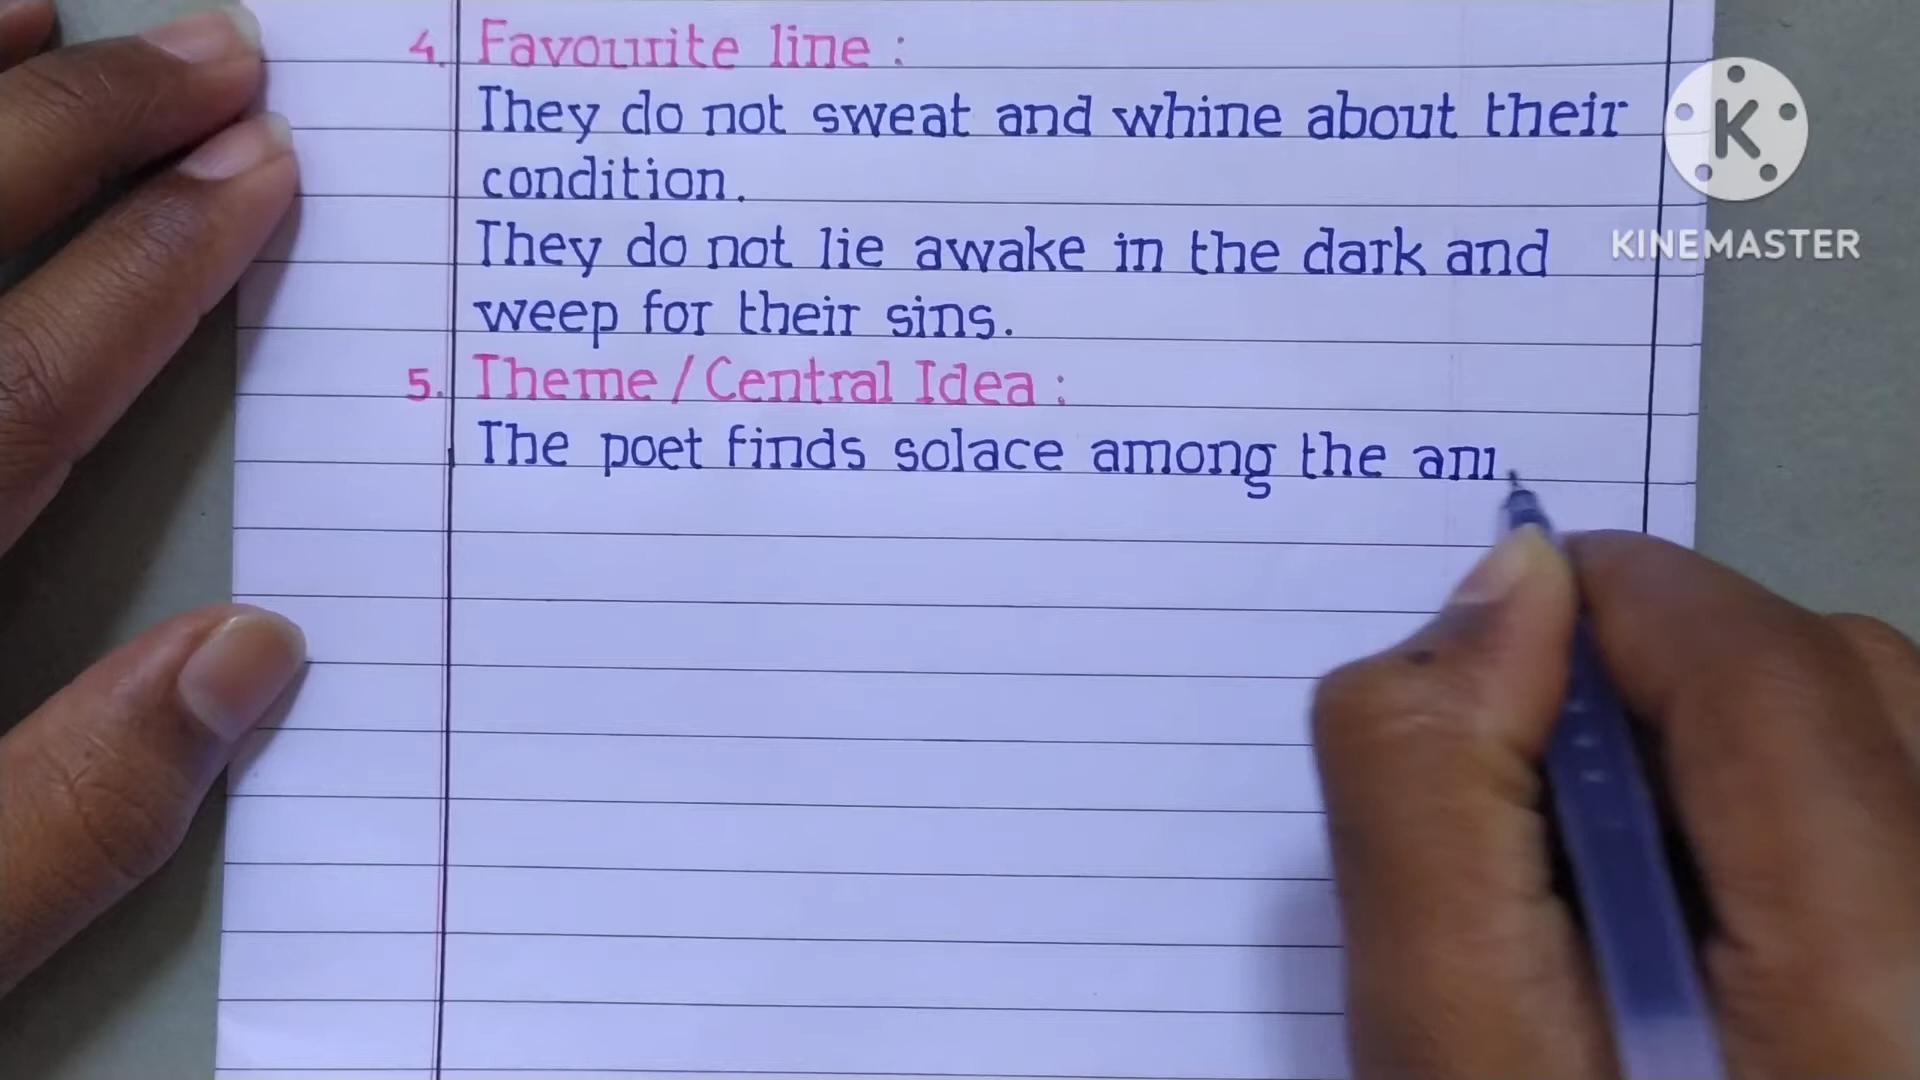 4. Favourite line :
They do not sweat and whine about their
condition.
They do not lie awake in the dark and
weep for their sins.
5. Theme / Central Idea :
The poet finds solace among the ani
K
KINEMASTER